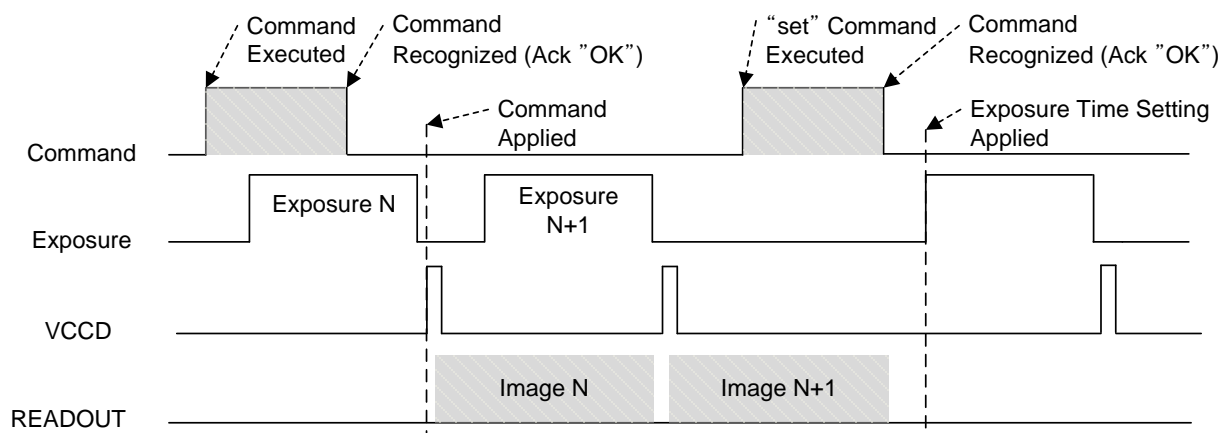 Command
Executed
Command
Recognized (Ack ”OK”)
“set” Command
Executed
Command
Recognized (Ack ”OK”)
Command
Applied
Exposure Time Setting
Applied
Command
Exposure N
Exposure
N+1
Exposure
VCCD
Image N
Image N+1
READOUT